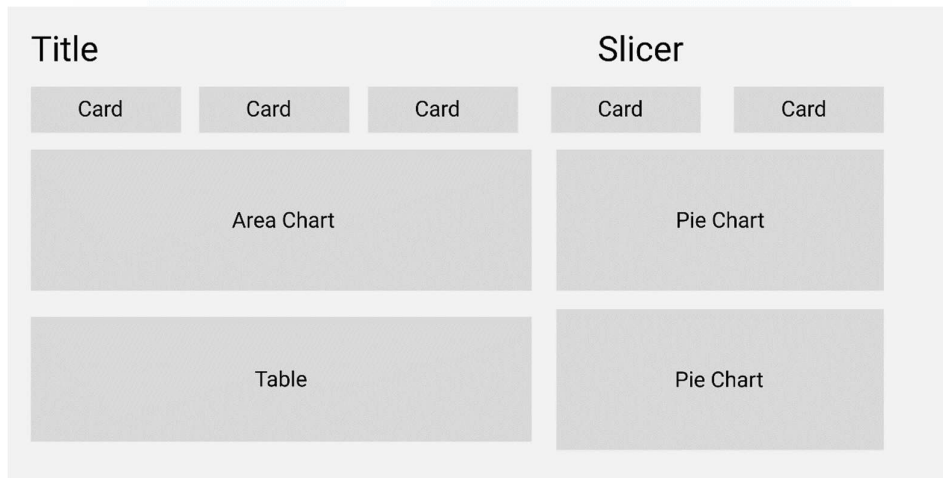 Title
Slicer
Card
Card
Card
Card
Card
Area Chart
Pie Chart
Table
Pie Chart